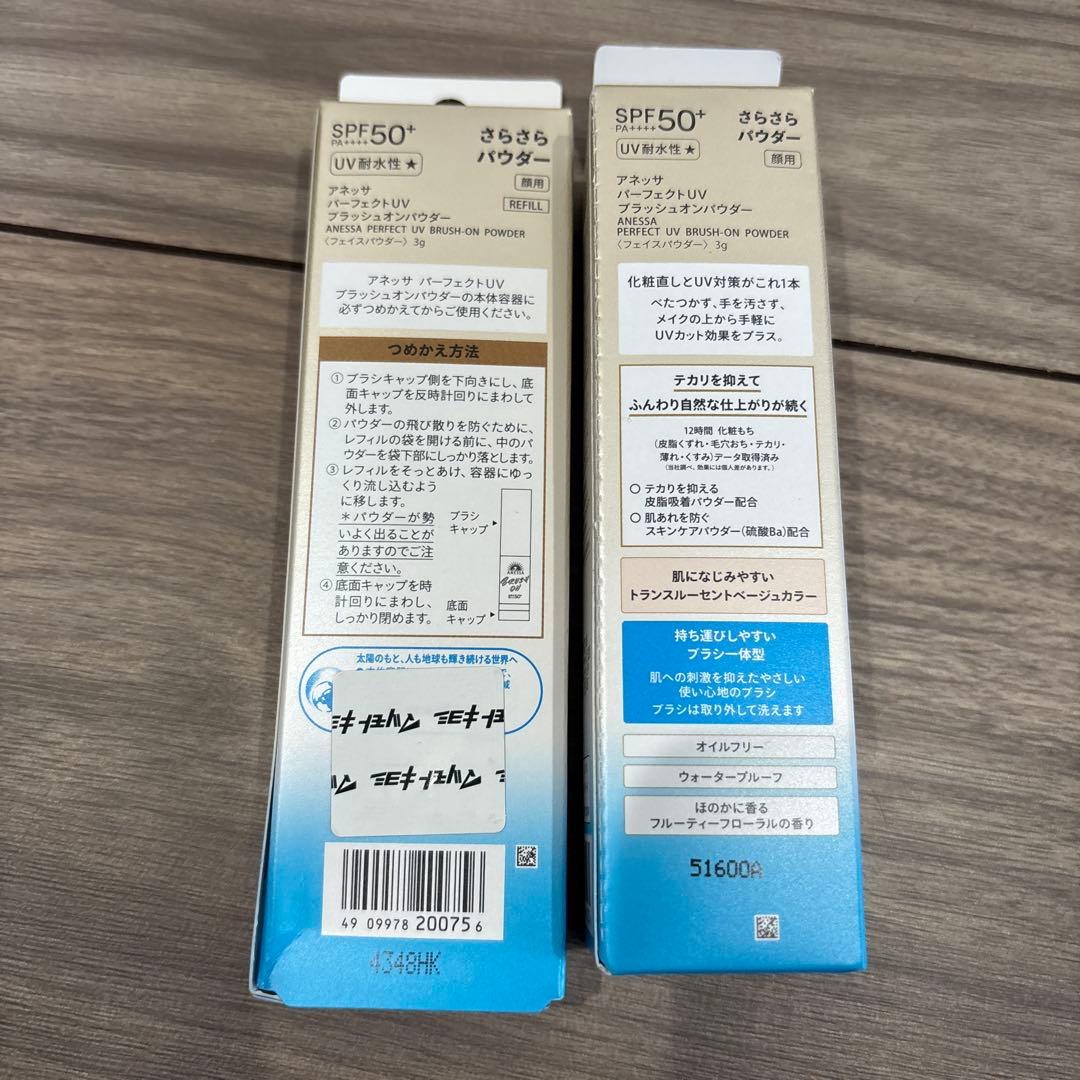 SPF50+
PA++++
UV耐水性★
さらさら
パウダー
顔用
REFILL
アネッサ
パーフェクトUV
ブラッシュオンパウダー
ANESSA PERFECT UV BRUSH-ON POWDER
〈フェイスパウダー〉 3g
アネッサ パーフェクトUV
ブラッシュオンパウダーの本体容器に
必ずつめかえてからご使用ください。
つめかえ方法
① ブラシキャップ側を下向きにし、底
面キャップを反時計回りにまわして
外します。
② パウダーの飛び散りを防ぐために、
レフィルの袋を開ける前に、中のパ
ウダーを袋下部にしっかり落とします。
③ レフィルをそっとあけ、容器にゆっ
くり流し込むよう
に移します。
＊パウダーが勢
いよく出ることが
ありますのでご注
意ください。
④ 底面キャップを時
計回りにまわし、
しっかり閉めます。
ブラシ
キャップ
ANESSA
BRUSH
ON
底面
キャップ
太陽のもと、人も地球も輝き続ける世界へ
マツモトキヨシ
マツモトキヨシ
49 09978 20075 6
4348HK
SPF50+
PA++++
UV耐水性★
さらさら
パウダー
顔用
アネッサ
パーフェクトUV
ブラッシュオンパウダー
ANESSA
PERFECT UV BRUSH-ON POWDER
〈フェイスパウダー〉 3g
化粧直しとUV対策がこれ1本
べたつかず、手を汚さず、
メイクの上から手軽に
UVカット効果をプラス。
テカリを抑えて
ふんわり自然な仕上がりが続く
12時間 化粧もち
(皮脂くずれ・毛穴おち・テカリ・
薄れ・くすみ)データ取得済み
(当社調べ。効果には個人差があります。)
○ テカリを抑える
皮脂吸着パウダー配合
○ 肌あれを防ぐ
スキンケアパウダー(硫酸Ba)配合
肌になじみやすい
トランスルーセントベージュカラー
持ち運びしやすい
ブラシ一体型
肌への刺激を抑えたやさしい
使い心地のブラシ
ブラシは取り外して洗えます
オイルフリー
ウォータープルーフ
ほのかに香る
フルーティーフローラルの香り
51600A